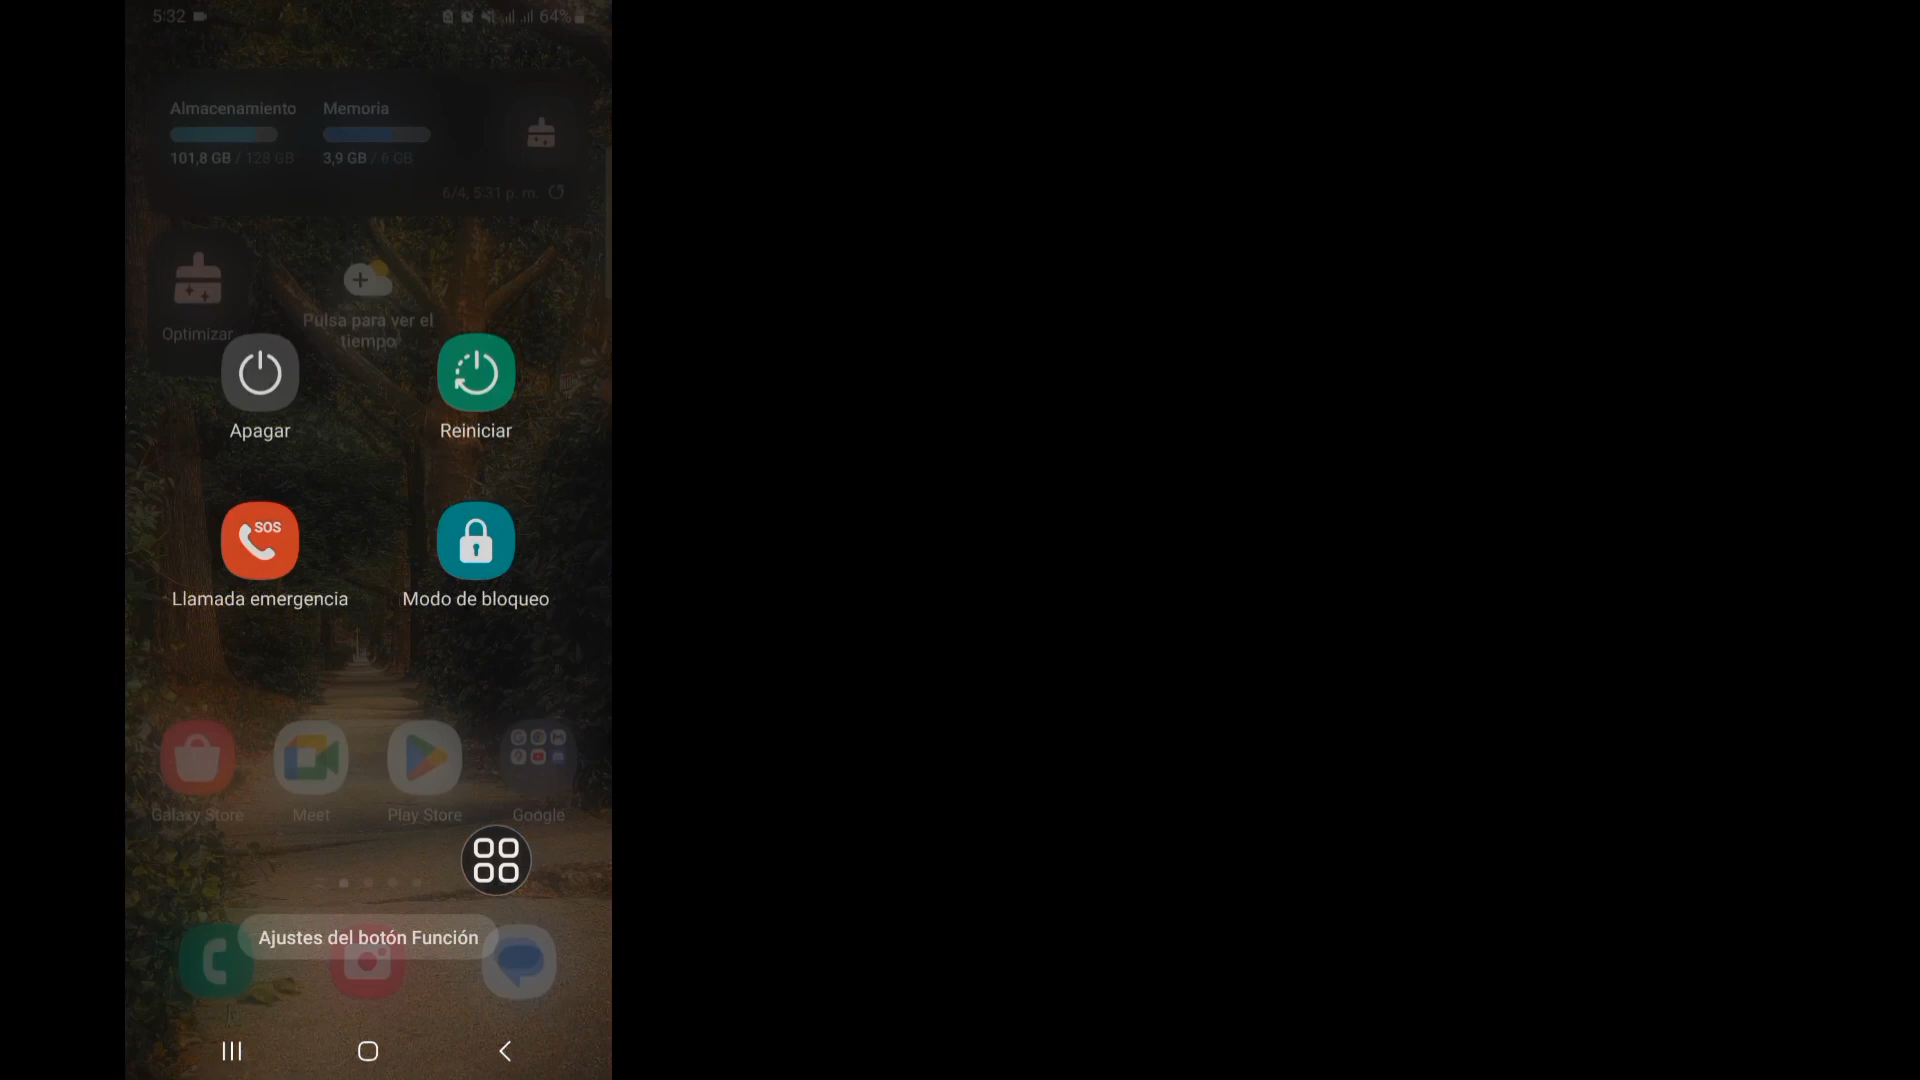 5:32
64%
Almacenamiento Memoria
101,8 GB / 128 GB 3,9 GB / 6 GB
6/4, 5:31 p. m.
Optimizar
Pulsa para ver el
tiempo
Apagar Reiniciar
SOS
Llamada emergencia Modo de bloqueo
Galaxy Store Meet Play Store Google
Ajustes del botón Función